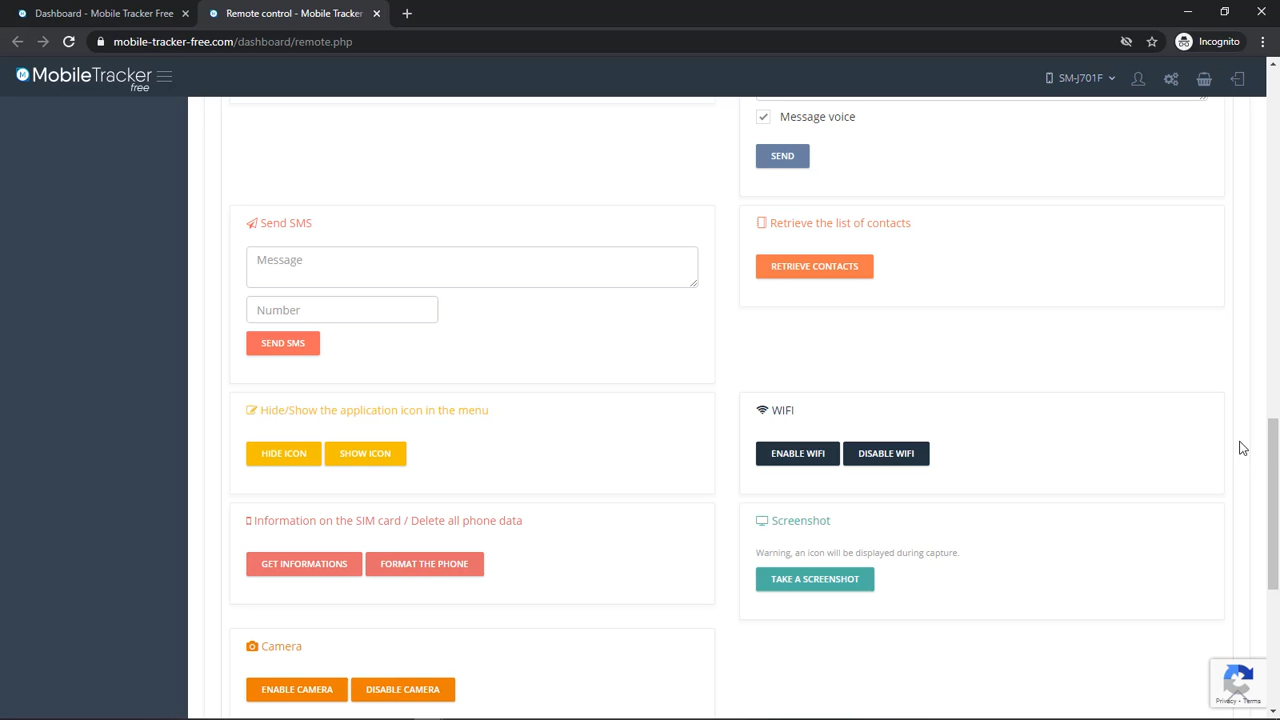 Dashboard - Mobile Tracker Free
Remote control - Mobile Tracker
mobile-tracker-free.com/dashboard/remote.php
Incognito
MobileTracker
free
SM-J701F
Message voice
SEND
Send SMS
Message
Number
SEND SMS
Retrieve the list of contacts
RETRIEVE CONTACTS
Hide/Show the application icon in the menu
HIDE ICON SHOW ICON
WIFI
ENABLE WIFI DISABLE WIFI
Information on the SIM card / Delete all phone data
GET INFORMATIONS FORMAT THE PHONE
Screenshot
Warning, an icon will be displayed during capture.
TAKE A SCREENSHOT
Camera
ENABLE CAMERA DISABLE CAMERA
Privacy - Terms